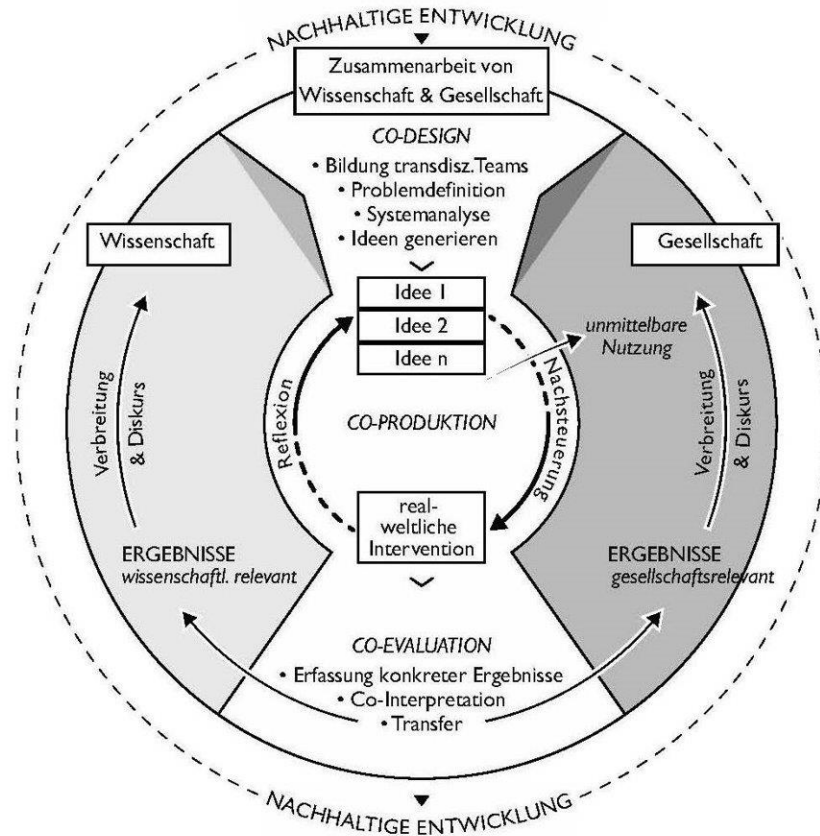 NACHHALTIGE ENTWICKLUNG
Zusammenarbeit von
Wissenschaft & Gesellschaft
CO-DESIGN
• Bildung transdisz.Teams
• Problemdefinition
• Systemanalyse
• Ideen generieren
Wissenschaft
Gesellschaft
Idee 1
Idee 2
Idee n
unmittelbare
Nutzung
Verbreitung
& Diskurs
Reflexion
CO-PRODUKTION
Nachsteuerung
Verbreitung
& Diskurs
real-
weltliche
Intervention
ERGEBNISSE
wissenschaftl. relevant
ERGEBNISSE
gesellschaftsrelevant
CO-EVALUATION
• Erfassung konkreter Ergebnisse
• Co-Interpretation
• Transfer
NACHHALTIGE ENTWICKLUNG